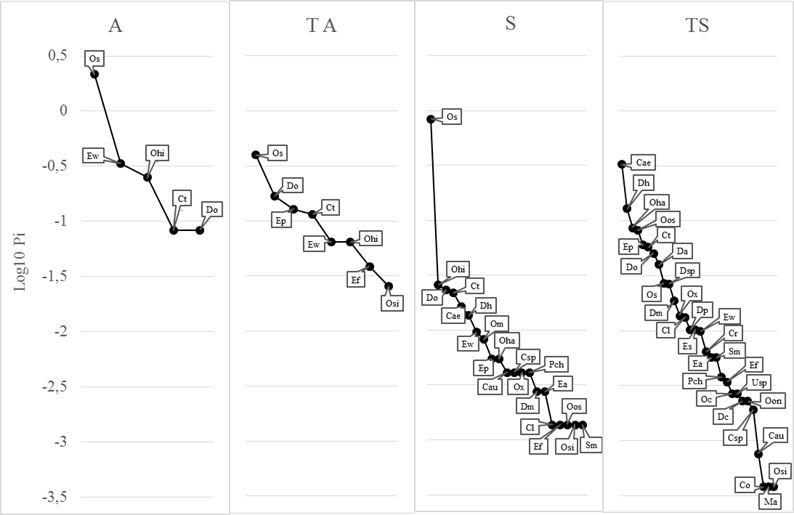 A
T A
S
TS
Log10 Pi
0,5
0
-0,5
-1
-1,5
-2
-2,5
-3
-3,5
Os
Ew
Ohi
Ct
Do
Os
Do
Ep
Ct
Ew
Ohi
Ef
Osi
Os
Ohi
Do
Ct
Cae
Dh
Ew
Om
Ep
Oha
Cau
Csp
Ox
Pch
Dm
Ea
Cl
Ef
Oos
Osi
Sm
Cae
Dh
Oha
Oos
Ep
Ct
Do
Da
Os
Dsp
Dm
Ox
Cl
Dp
Es
Ew
Cr
Ea
Sm
Pch
Ef
Oc
Usp
Dc
Oon
Csp
Cau
Co
Ma
Osi